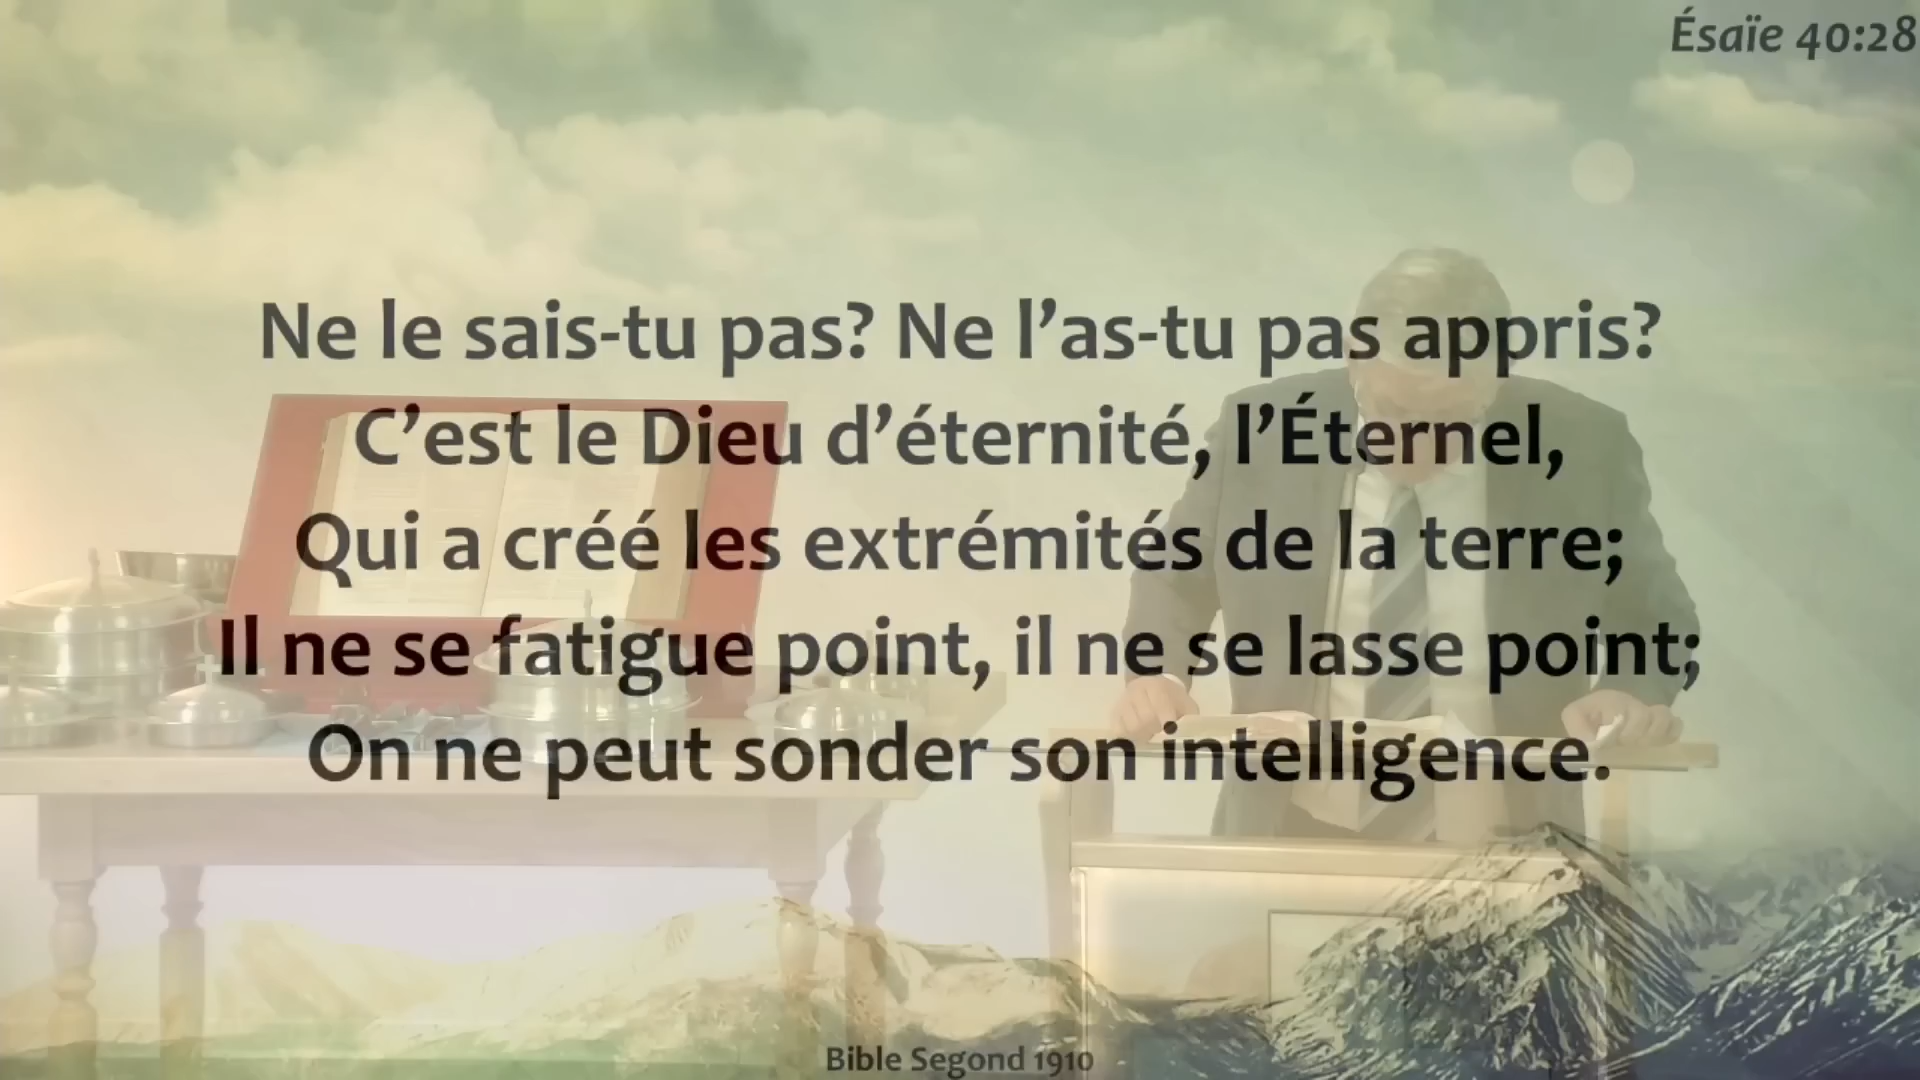 Ésaïe 40:28
Ne le sais-tu pas? Ne l’as-tu pas appris?
C’est le Dieu d’éternité, l’Éternel,
Qui a créé les extrémités de la terre;
Il ne se fatigue point, il ne se lasse point;
On ne peut sonder son intelligence.
Bible Segond 1910